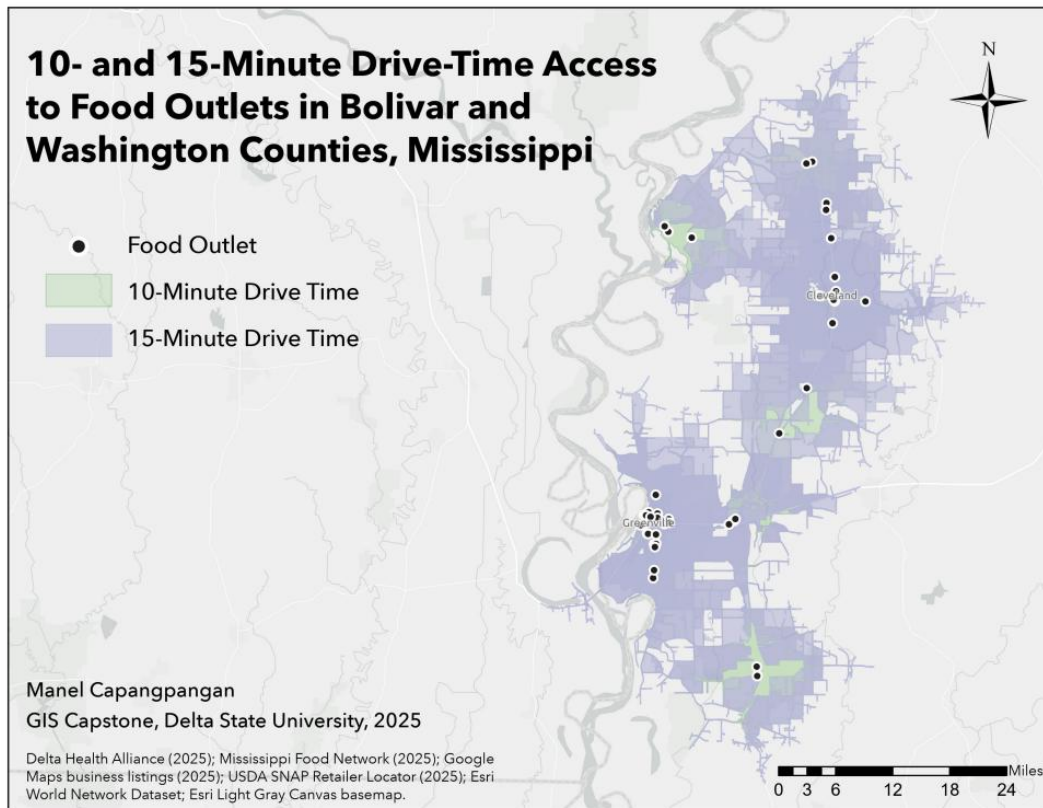 10- and 15-Minute Drive-Time Access
to Food Outlets in Bolivar and
Washington Counties, Mississippi
N
Food Outlet
10-Minute Drive Time
15-Minute Drive Time
Cleveland
Greenville
Manel Capangpangan
GIS Capstone, Delta State University, 2025
Delta Health Alliance (2025); Mississippi Food Network (2025); Google
Maps business listings (2025); USDA SNAP Retailer Locator (2025); Esri
World Network Dataset; Esri Light Gray Canvas basemap.
Miles
0 3 6 12 18 24